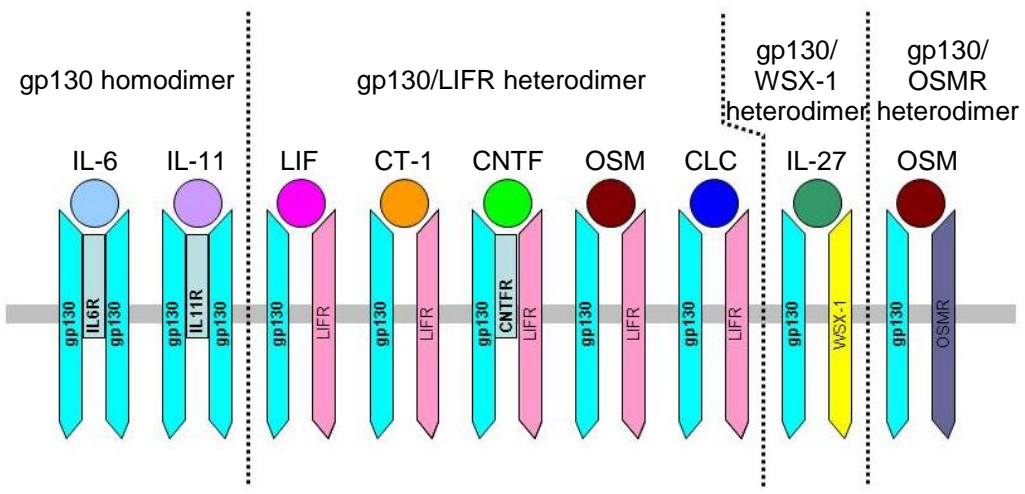 gp130 homodimer
gp130/LIFR heterodimer
gp130/
WSX-1
heterodimer
gp130/
OSMR
heterodimer
IL-6
IL-11
LIF
CT-1
CNTF
OSM
CLC
IL-27
OSM
gp130
IL6R
gp130
gp130
IL11R
gp130
gp130
LIFR
gp130
LIFR
gp130
CNTFR
LIFR
gp130
LIFR
gp130
LIFR
gp130
WSX-1
gp130
OSMR